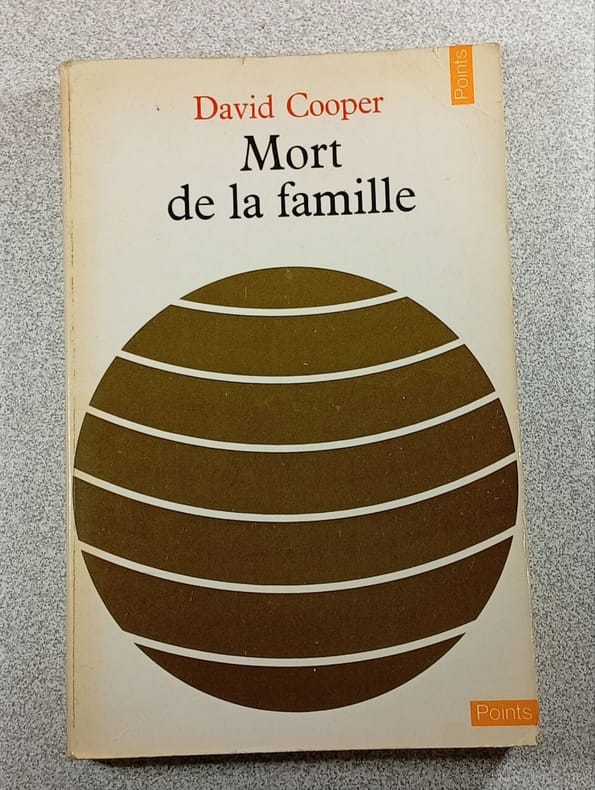 Points
David Cooper
Mort
de la famille
Points